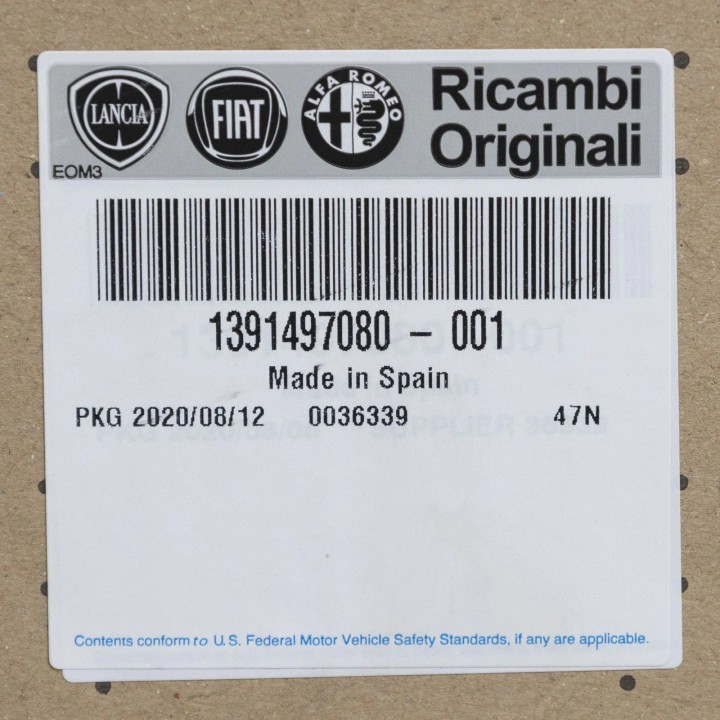 LANCIA FIAT ALFA ROMEO Ricambi
Originali
EOM3
1391497080 - 001
Made in Spain
PKG 2020/08/12 0036339 47N
Contents conform to U.S. Federal Motor Vehicle Safety Standards, if any are applicable.